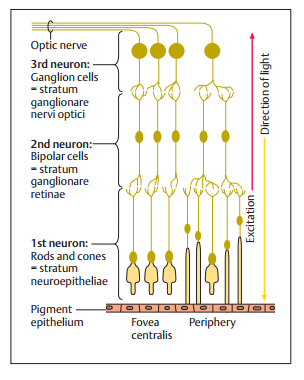 Optic nerve
3rd neuron:
Ganglion cells
= stratum
ganglionare
nervi optici
2nd neuron:
Bipolar cells
= stratum
ganglionare
retinae
1st neuron:
Rods and cones
= stratum
neuroepitheliae
Pigment
epithelium
Fovea
centralis
Periphery
Excitation
Direction of light